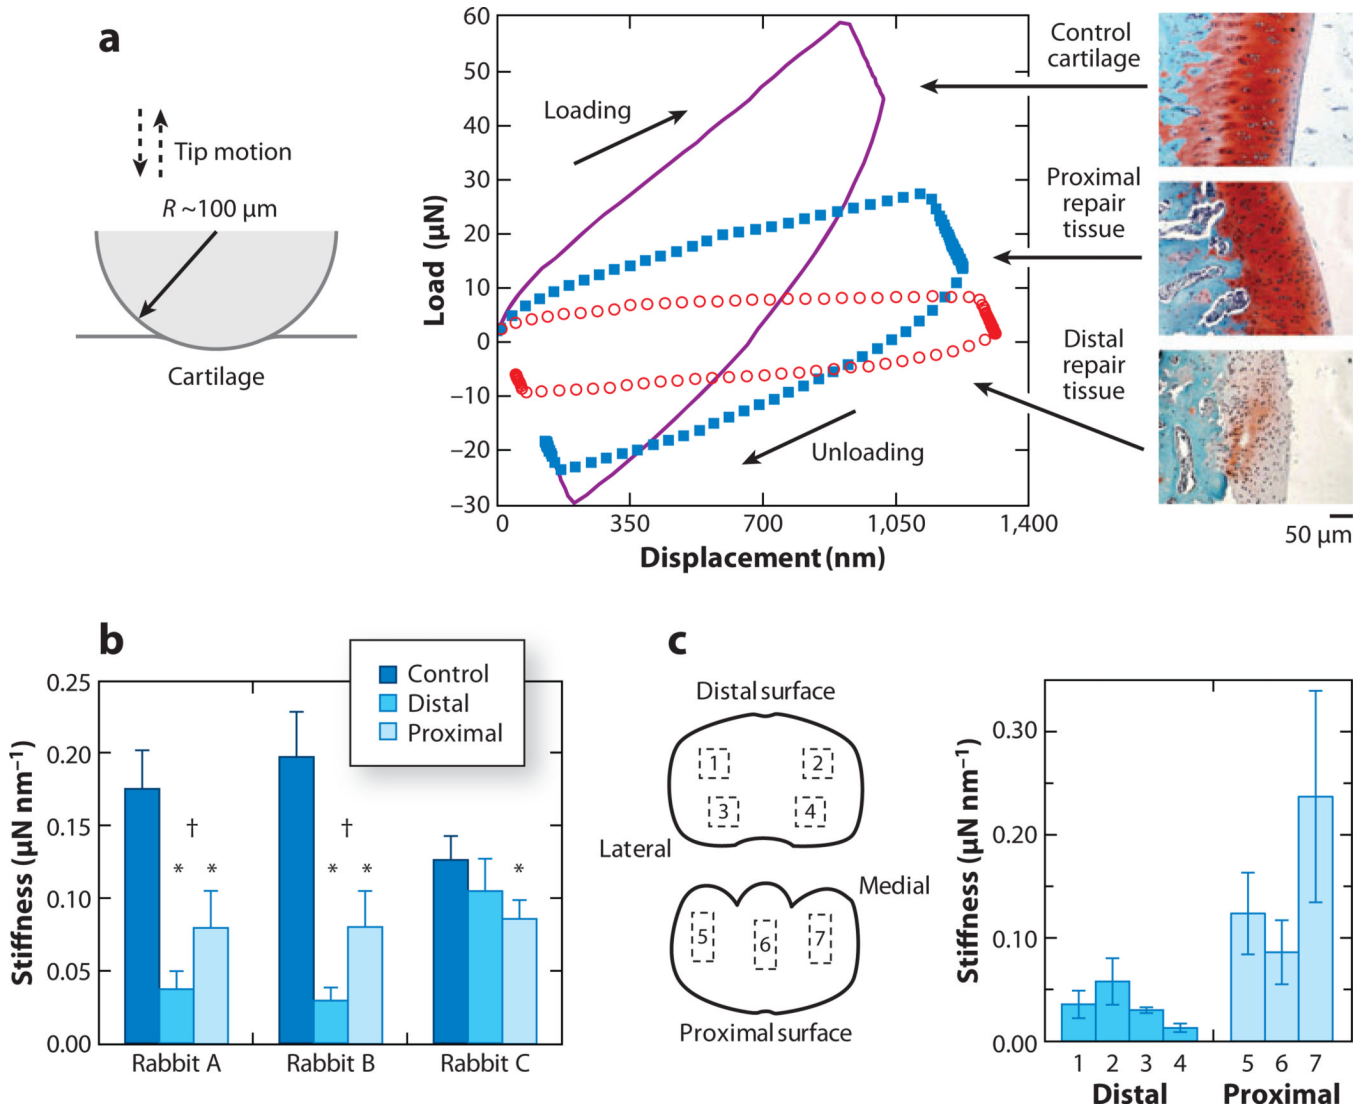 a
Tip motion
R ~100 µm
Cartilage
Load (µN)
60
50
40
30
20
10
0
–10
–20
–30
0
350
700
1,050
1,400
Displacement (nm)
Loading
Unloading
Control
cartilage
Proximal
repair
tissue
Distal
repair
tissue
50 µm
b
Control
Distal
Proximal
Stiffness (µN nm⁻¹)
0.25
0.20
0.15
0.10
0.05
0.00
†
* *
†
* *
*
Rabbit A
Rabbit B
Rabbit C
c
Distal surface
1
2
3
4
Lateral
Medial
5
6
7
Proximal surface
Stiffness (µN nm⁻¹)
0.30
0.20
0.10
0.00
1 2 3 4 5 6 7
Distal Proximal